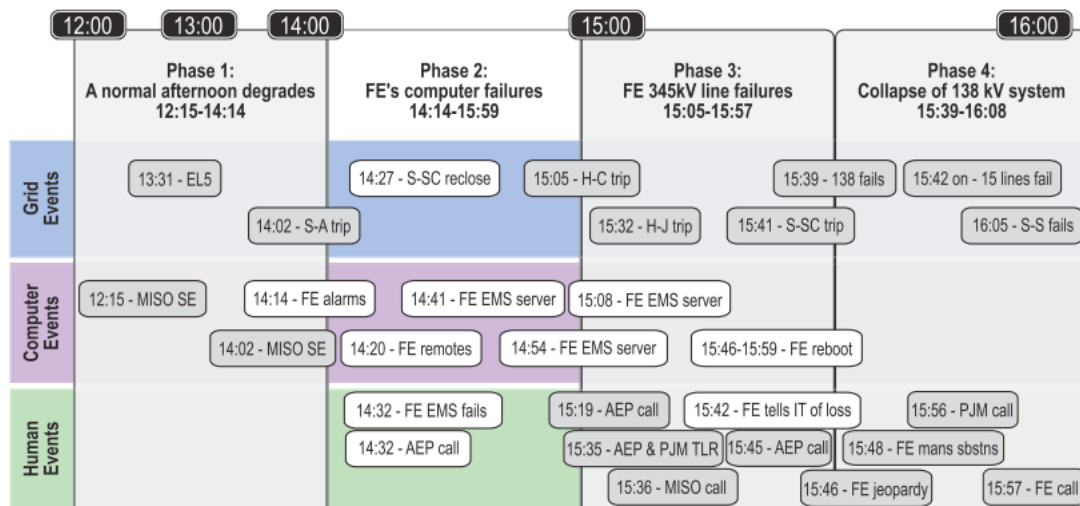 12:00
13:00
14:00
15:00
16:00
Phase 1:
A normal afternoon degrades
12:15-14:14
Phase 2:
FE's computer failures
14:14-15:59
Phase 3:
FE 345kV line failures
15:05-15:57
Phase 4:
Collapse of 138 kV system
15:39-16:08
Grid
Events
13:31 - EL5
14:27 - S-SC reclose
15:05 - H-C trip
15:39 - 138 fails
15:42 on - 15 lines fail
14:02 - S-A trip
15:32 - H-J trip
15:41 - S-SC trip
16:05 - S-S fails
Computer
Events
12:15 - MISO SE
14:14 - FE alarms
14:41 - FE EMS server
15:08 - FE EMS server
14:02 - MISO SE
14:20 - FE remotes
14:54 - FE EMS server
15:46-15:59 - FE reboot
Human
Events
14:32 - FE EMS fails
15:19 - AEP call
15:42 - FE tells IT of loss
15:56 - PJM call
14:32 - AEP call
15:35 - AEP & PJM TLR
15:45 - AEP call
15:48 - FE mans sbstns
15:36 - MISO call
15:46 - FE jeopardy
15:57 - FE call